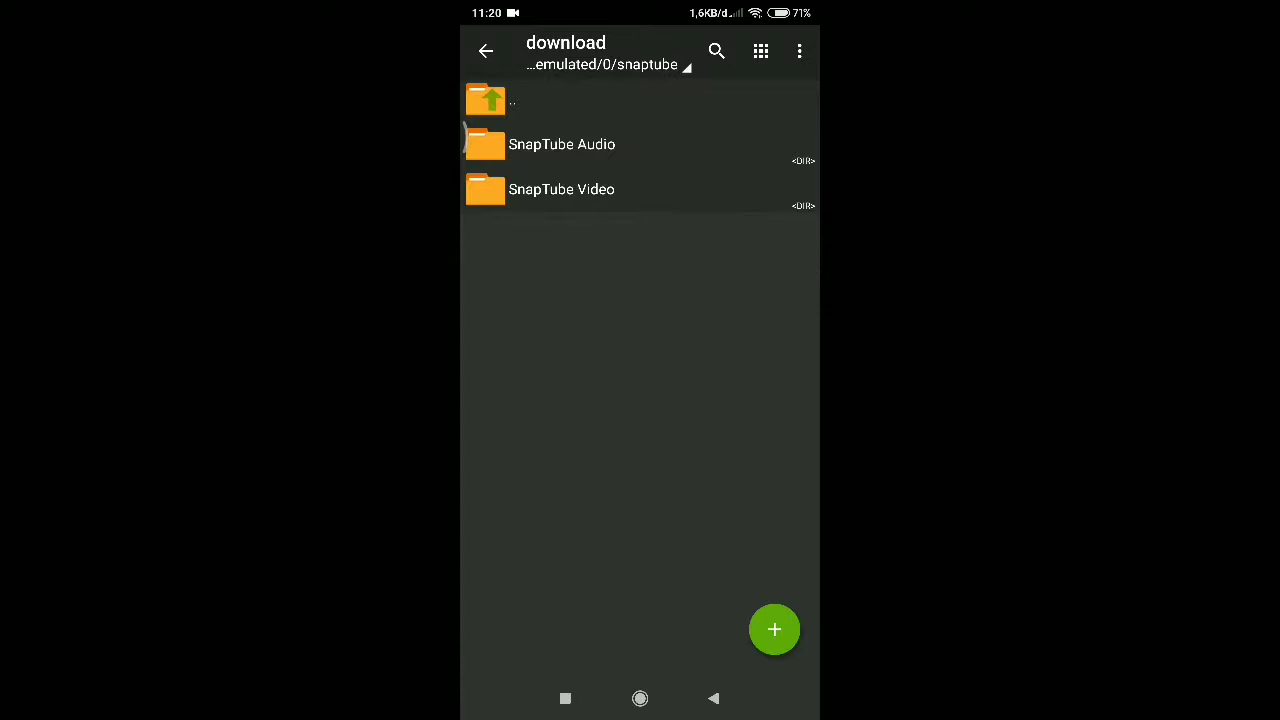 11:20 1,6KB/d... 71%
download
...emulated/0/snaptube
..
SnapTube Audio
<DIR>
SnapTube Video
<DIR>